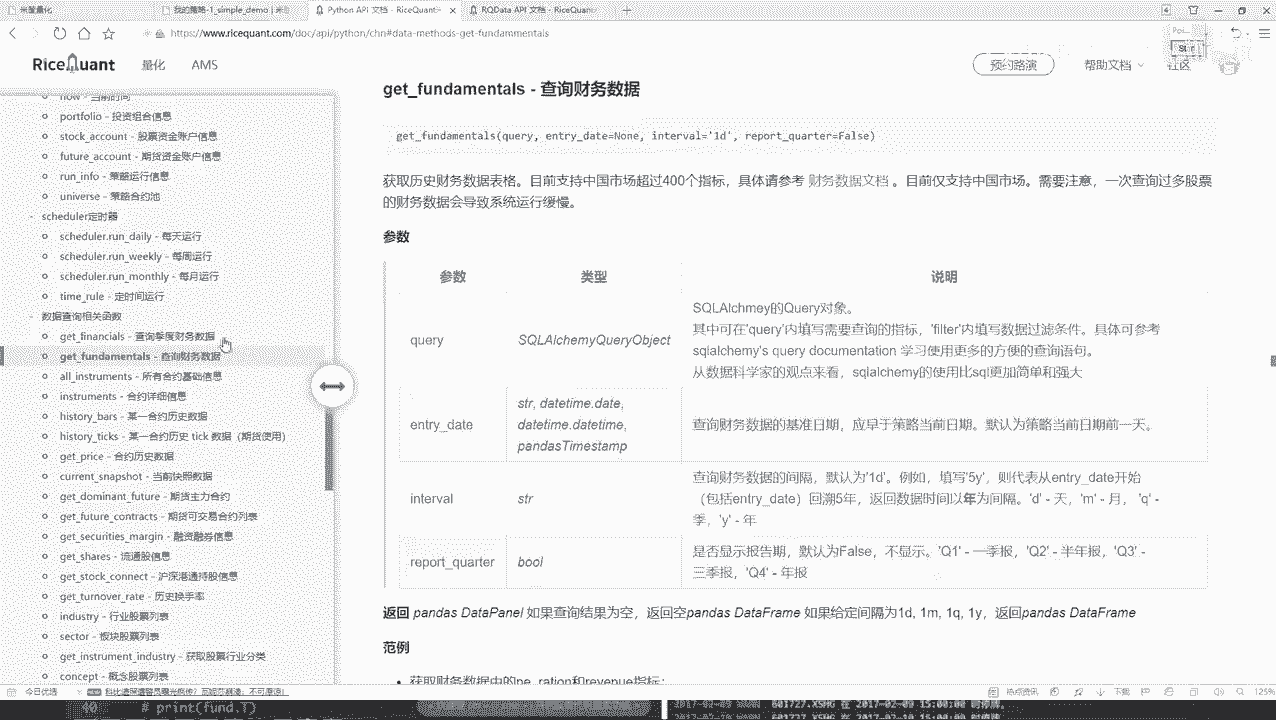 米筐量化
我的策略-1_simple_demo | 米筐
Python API 文档 - RiceQuant
RQData API 文档 - RiceQuant
https://www.ricequant.com/doc/api/python/chn#data-methods-get-fundammentals
RiceQuant 量化 AMS 预约路演 帮助文档 社区
now - 当前时间
portfolio - 投资组合信息
stock_account - 股票资金账户信息
future_account - 期货资金账户信息
run_info - 策略运行信息
universe - 策略合约池
scheduler定时器
scheduler.run_daily - 每天运行
scheduler.run_weekly - 每周运行
scheduler.run_monthly - 每月运行
time_rule - 定时间运行
数据查询相关函数
get_financials - 查询季度财务数据
get_fundamentals - 查询财务数据
all_instruments - 所有合约基础信息
instruments - 合约详细信息
history_bars - 某一合约历史数据
history_ticks - 某一合约历史 tick 数据（期货使用）
get_price - 合约历史数据
current_snapshot - 当前快照数据
get_dominant_future - 期货主力合约
get_future_contracts - 期货可交易合约列表
get_securities_margin - 融资融券信息
get_shares - 流通股信息
get_stock_connect - 沪深港通持股信息
get_turnover_rate - 历史换手率
industry - 行业股票列表
sector - 板块股票列表
get_instrument_industry - 获取股票行业分类
concept - 概念股票列表
get_fundamentals - 查询财务数据
get_fundamentals(query, entry_date=None, interval='1d', report_quarter=False)
获取历史财务数据表格。目前支持中国市场超过400个指标，具体请参考 财务数据文档 。目前仅支持中国市场。需要注意，一次查询过多股票
的财务数据会导致系统运行缓慢。
参数
参数 类型 说明
query SQLAlchemyQueryObject SQLAlchmey的Query对象。
其中可在'query'内填写需要查询的指标，'filter'内填写数据过滤条件。具体可参考
sqlalchemy's query documentation 学习使用更多的方便的查询语句。
从数据科学家的观点来看，sqlalchemy的使用比sql更加简单和强大
entry_date str, datetime.date,
datetime.datetime,
pandasTimestamp
查询财务数据的基准日期，应早于策略当前日期。默认为策略当前日期前一天。
interval str 查询财务数据的间隔，默认为'1d'。例如，填写'5y'，则代表从entry_date开始
（包括entry_date）回溯5年，返回数据时间以年为间隔。'd' - 天，'m' - 月， 'q' -
季，'y' - 年
report_quarter bool 是否显示报告期，默认为False，不显示。'Q1' - 一季报，'Q2' - 半年报，'Q3' -
三季报，'Q4' - 年报
返回 pandas DataPanel 如果查询结果为空，返回空pandas DataFrame 如果给定间隔为1d, 1m, 1q, 1y，返回pandas DataFrame
范例
获取财务数据中的pe_ration和revenue指标：
今日优选
热点资讯
下载
125%
40 # print(fund.T)